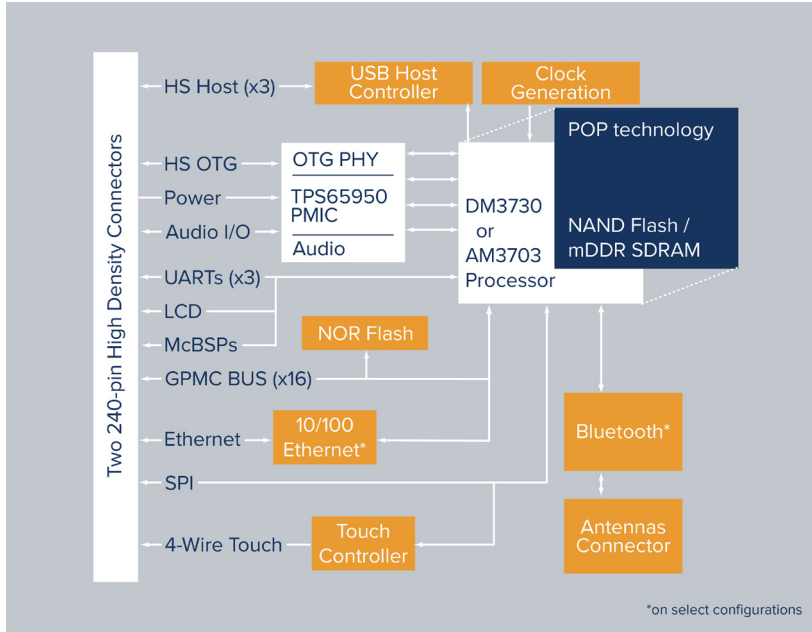 USB Host
Controller
Clock
Generation
HS Host (x3)
POP technology
NAND Flash /
mDDR SDRAM
Two 240-pin High Density Connectors
HS OTG
Power
Audio I/O
OTG PHY
TPS65950
PMIC
Audio
DM3730
or
AM3703
Processor
UARTs (x3)
LCD
McBSPs
GPMC BUS (x16)
NOR Flash
Ethernet
10/100
Ethernet*
Bluetooth*
SPI
4-Wire Touch
Touch
Controller
Antennas
Connector
*on select configurations